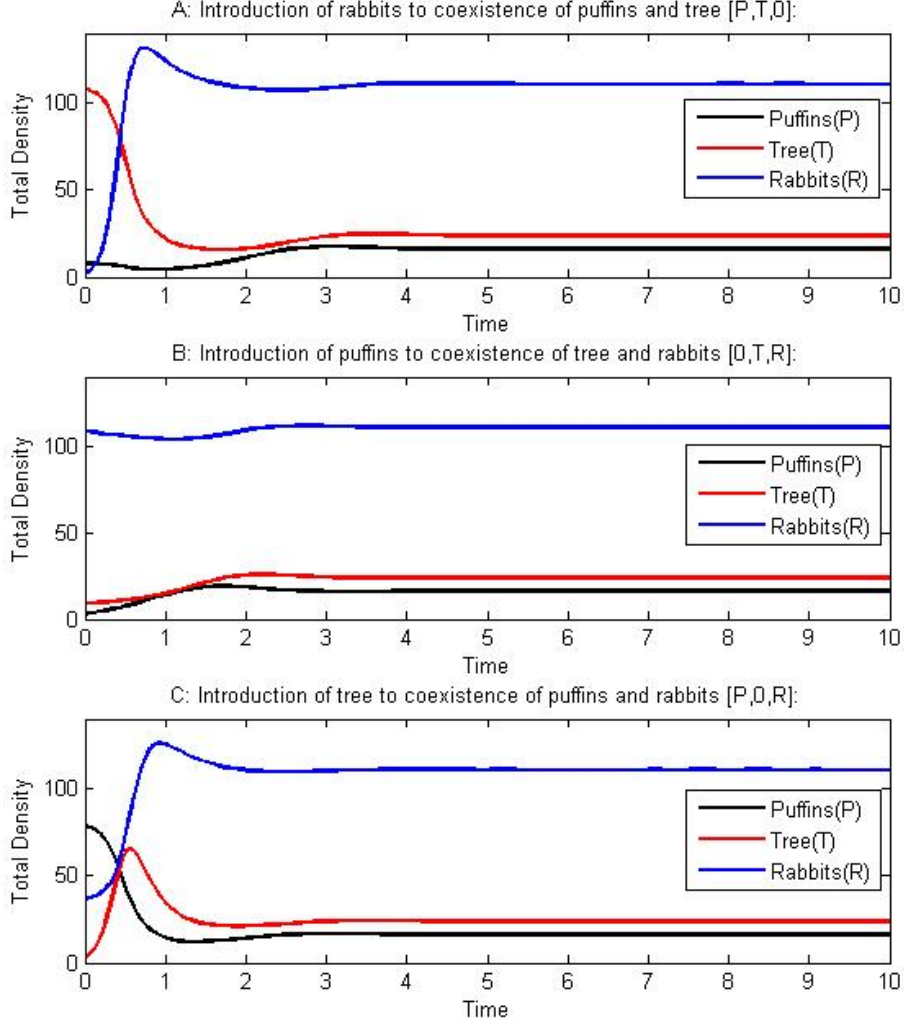 A: Introduction of rabbits to coexistence of puffins and tree [P,T,0]:
Total Density
100
50
0
Puffins(P)
Tree(T)
Rabbits(R)
0 1 2 3 4 5 6 7 8 9 10
Time
B: Introduction of puffins to coexistence of tree and rabbits [0,T,R]:
Total Density
100
50
0
Puffins(P)
Tree(T)
Rabbits(R)
0 1 2 3 4 5 6 7 8 9 10
Time
C: Introduction of tree to coexistence of puffins and rabbits [P,0,R]:
Total Density
100
50
0
Puffins(P)
Tree(T)
Rabbits(R)
0 1 2 3 4 5 6 7 8 9 10
Time